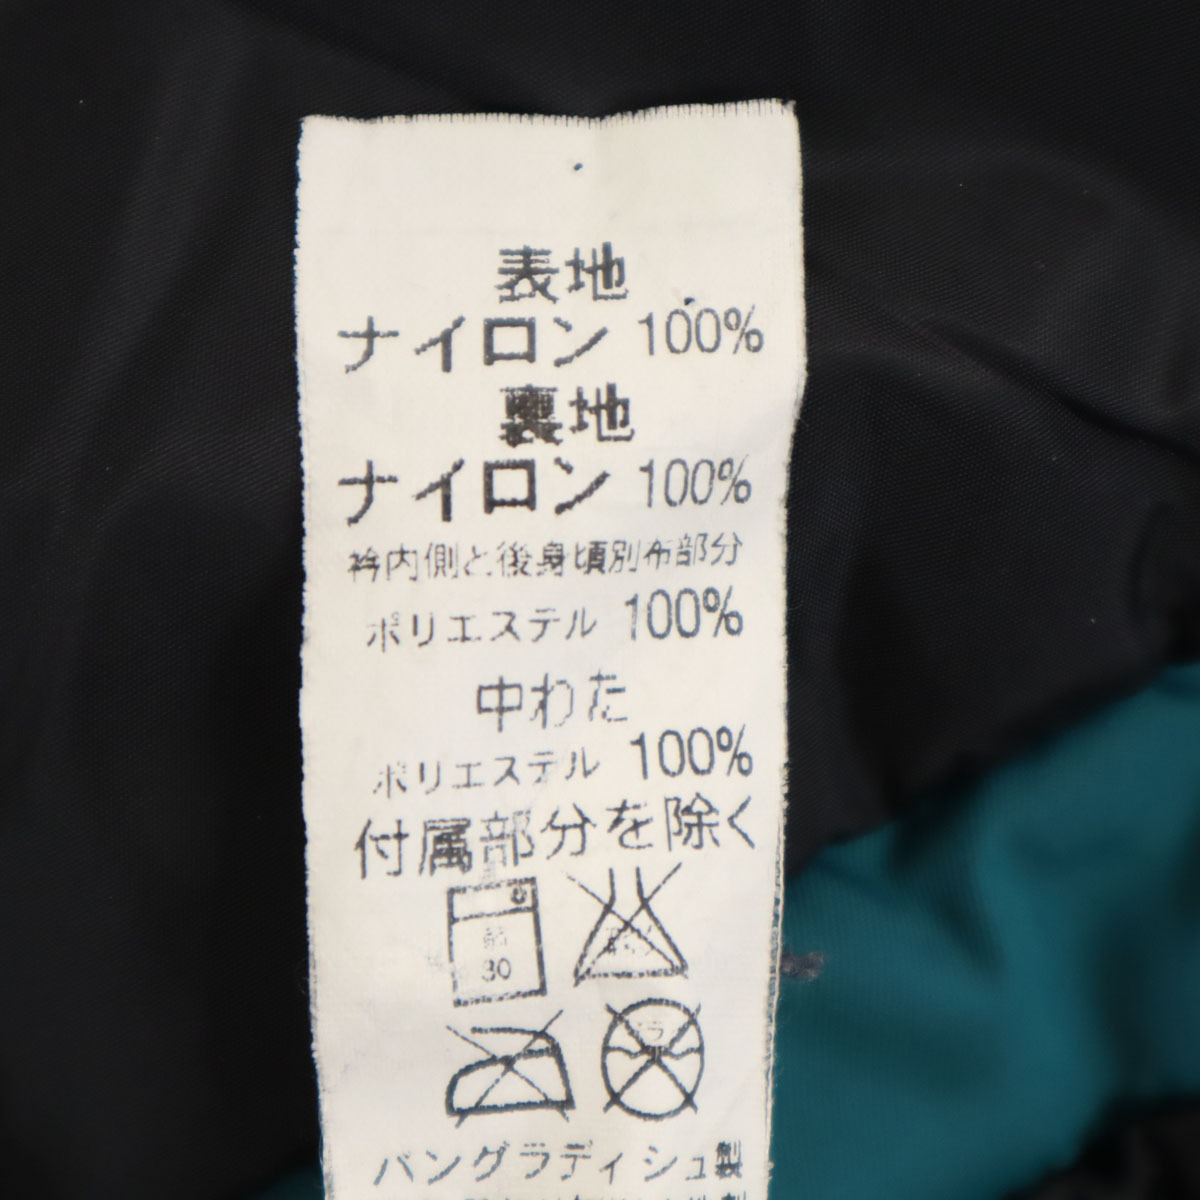 表地
ナイロン 100%
裏地
ナイロン 100%
衿内側と後身頃別布部分
ポリエステル 100%
中わた
ポリエステル 100%
付属部分を除く
30
パングラディシュ製